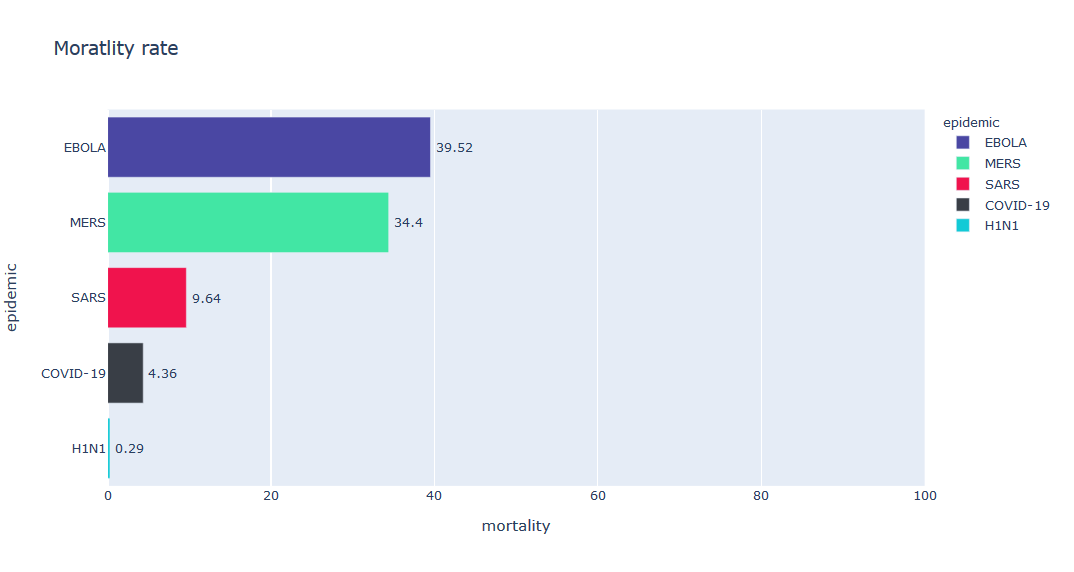 Moratlity rate
epidemic
EBOLA
MERS
SARS
COVID-19
H1N1
39.52
34.4
9.64
4.36
0.29
0 20 40 60 80 100
mortality
epidemic
EBOLA
MERS
SARS
COVID-19
H1N1